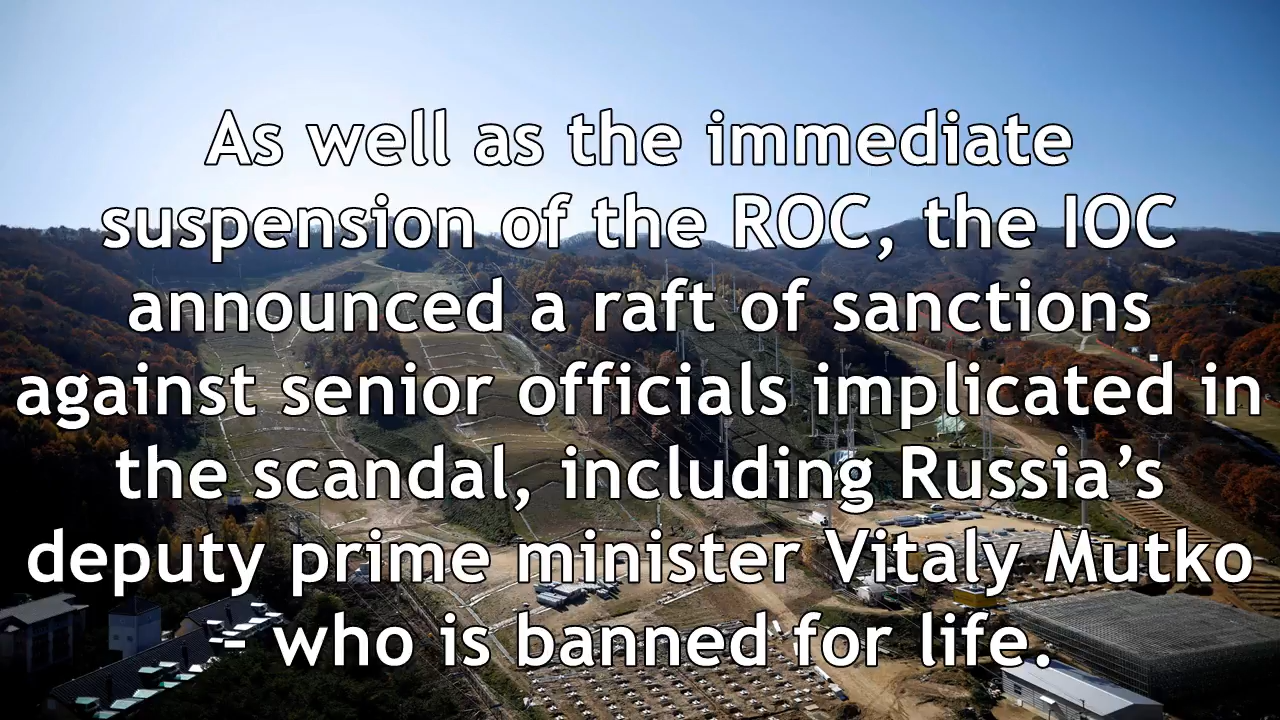 As well as the immediate
suspension of the ROC, the IOC
announced a raft of sanctions
against senior officials implicated in
the scandal, including Russia’s
deputy prime minister Vitaly Mutko
– who is banned for life.